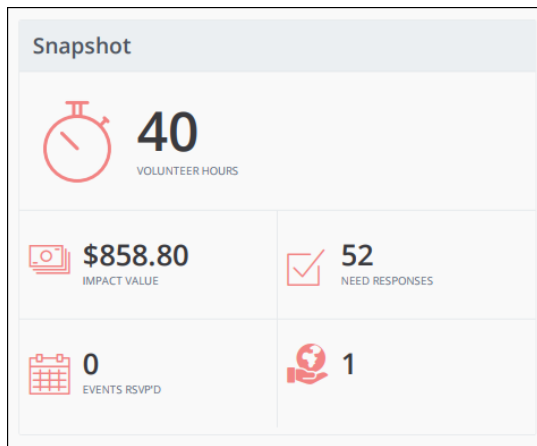 Snapshot
40
VOLUNTEER HOURS
$858.80
IMPACT VALUE
52
NEED RESPONSES
0
EVENTS RSVP'D
1